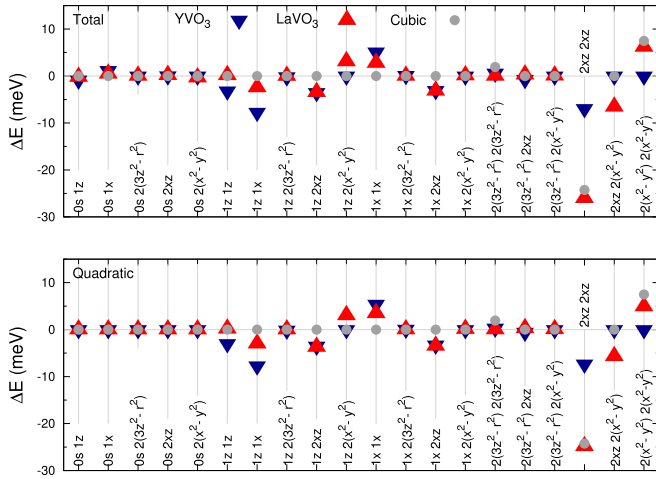 Total YVO₃ LaVO₃ Cubic
ΔE (meV)
10
0
-10
-20
-30
0s 1z
0s 1x
0s 2(3z² - r²)
0s 2xz
0s 2(x² - y²)
1z 1z
1z 1x
1z 2(3z² - r²)
1z 2xz
1z 2(x² - y²)
1x 1x
1x 2(3z² - r²)
1x 2xz
1x 2(x² - y²)
2(3z² - r²) 2(3z² - r²)
2(3z² - r²) 2xz
2(3z² - r²) 2(x² - y²)
2xz 2xz
2xz 2(x² - y²)
2(x² - y²) 2(x² - y²)
Quadratic
ΔE (meV)
10
0
-10
-20
-30
0s 1z
0s 1x
0s 2(3z² - r²)
0s 2xz
0s 2(x² - y²)
1z 1z
1z 1x
1z 2(3z² - r²)
1z 2xz
1z 2(x² - y²)
1x 1x
1x 2(3z² - r²)
1x 2xz
1x 2(x² - y²)
2(3z² - r²) 2(3z² - r²)
2(3z² - r²) 2xz
2(3z² - r²) 2(x² - y²)
2xz 2xz
2xz 2(x² - y²)
2(x² - y²) 2(x² - y²)